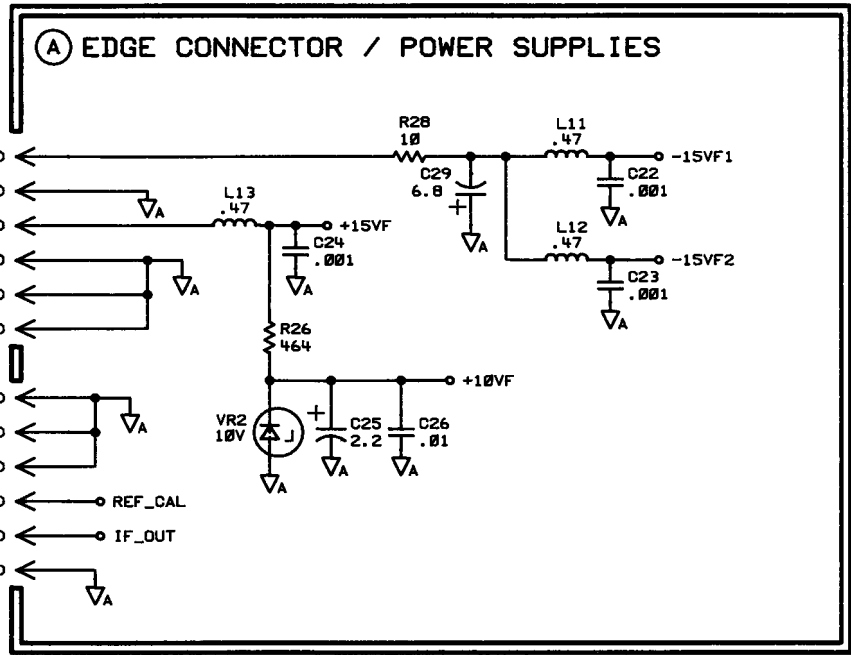 A EDGE CONNECTOR / POWER SUPPLIES
R28
10
L11
.47
-15VF1
C29
6.8
+
A
C22
.001
A
A
L13
.47
+15VF
C24
.001
A
L12
.47
-15VF2
C23
.001
A
A
R26
464
+10VF
VR2
10V
A
+
C25
2.2
A
C26
.01
A
A
REF_CAL
IF_OUT
A